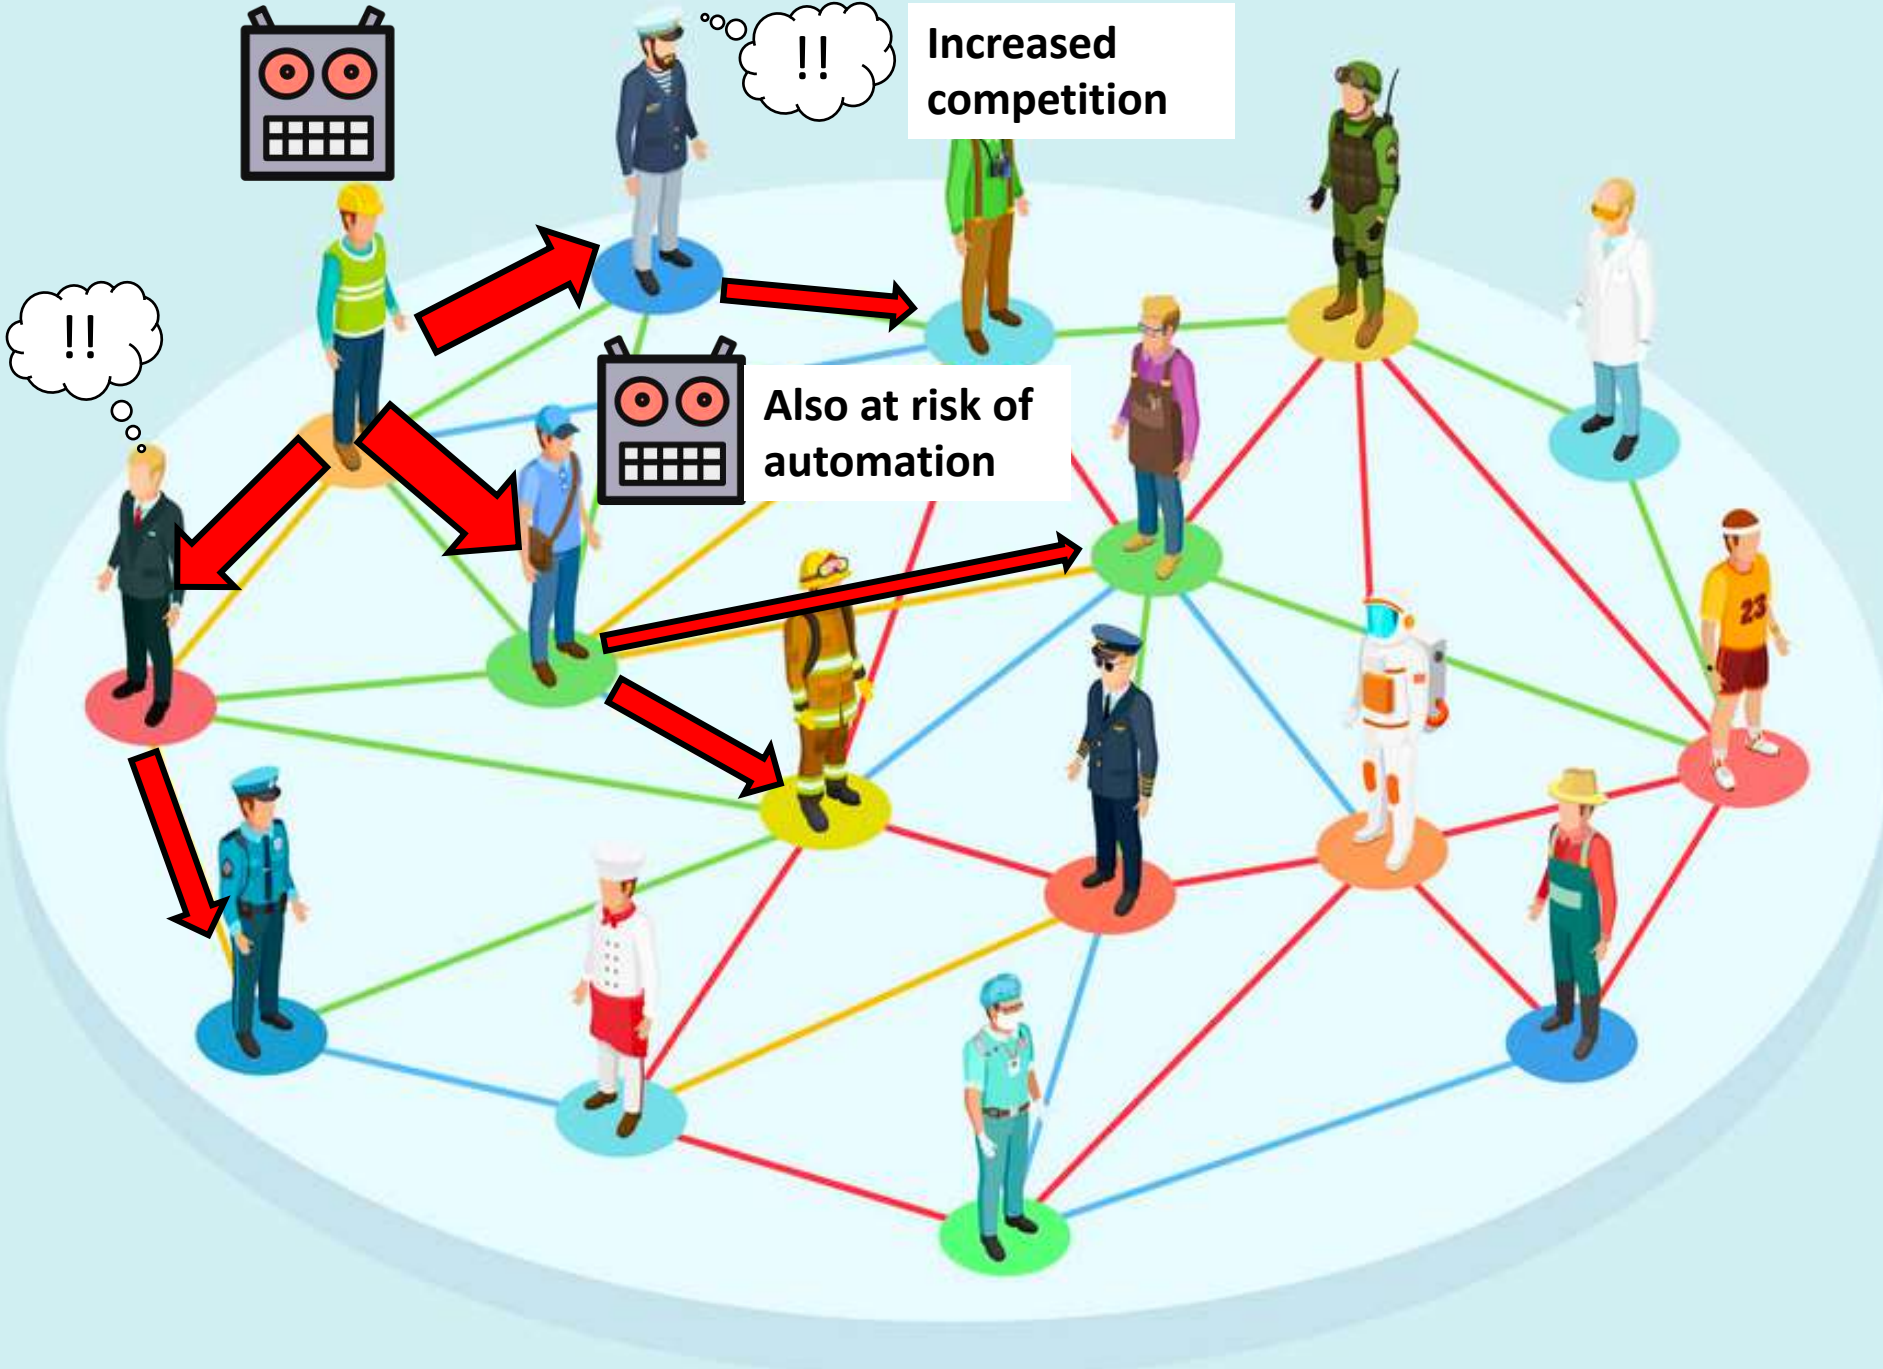 !!
Increased
competition
!!
Also at risk of
automation
23